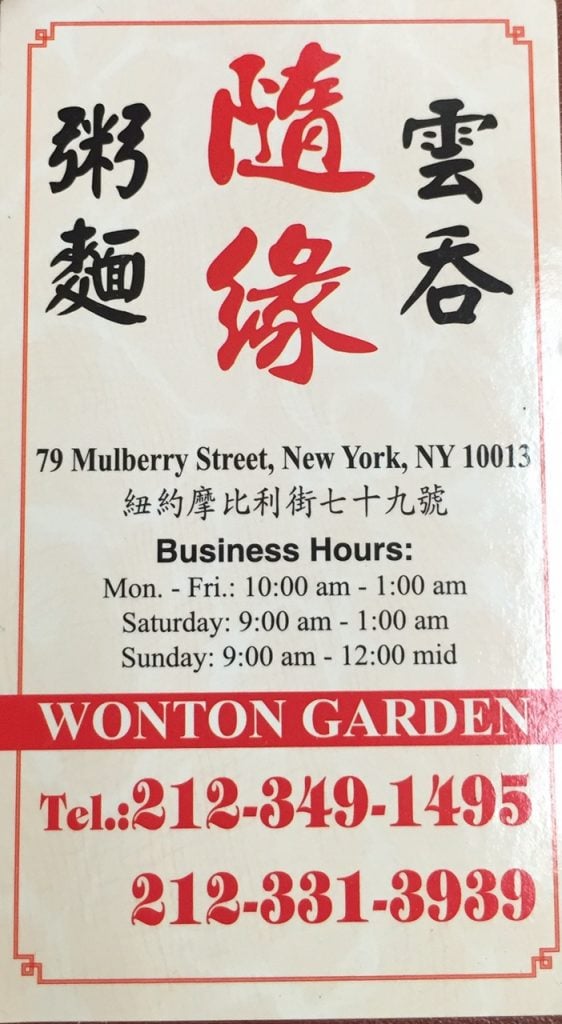 隨緣
雲吞
粥麵
79 Mulberry Street, New York, NY 10013
紐約摩比利街七十九號
Business Hours:
Mon. - Fri.: 10:00 am - 1:00 am
Saturday: 9:00 am - 1:00 am
Sunday: 9:00 am - 12:00 mid
WONTON GARDEN
Tel.:212-349-1495
212-331-3939